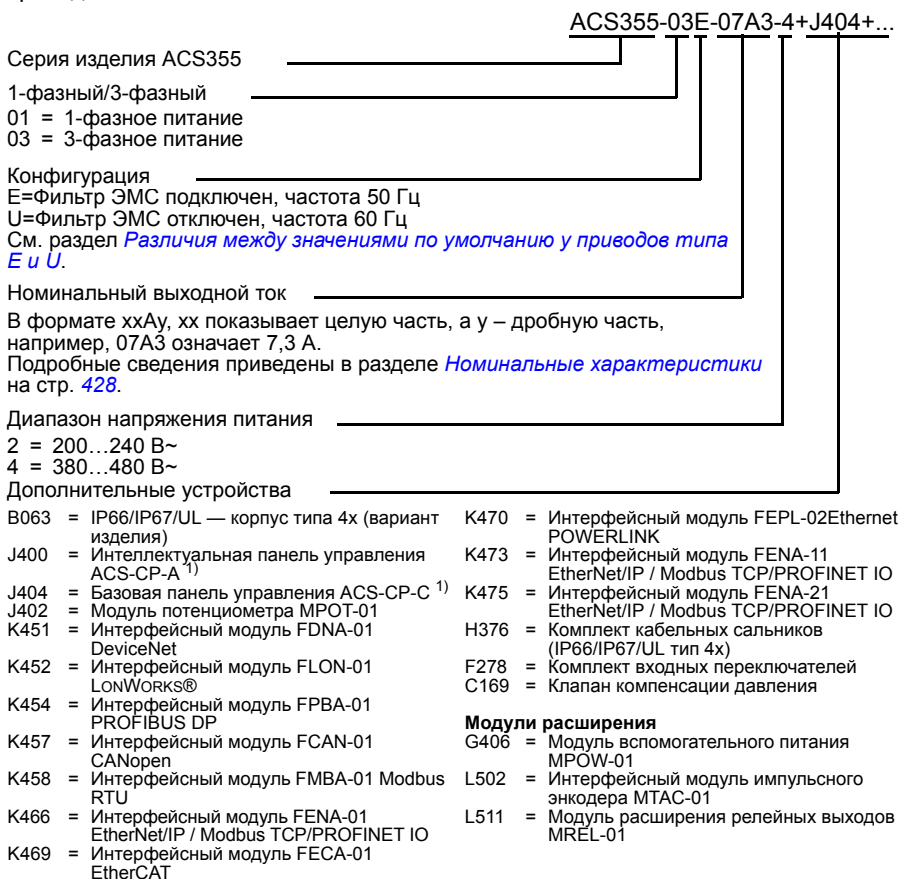 ACS355-03E-07A3-4+J404+...
Серия изделия ACS355
1-фазный/3-фазный
01 = 1-фазное питание
03 = 3-фазное питание
Конфигурация
E=Фильтр ЭМС подключен, частота 50 Гц
U=Фильтр ЭМС отключен, частота 60 Гц
См. раздел Различия между значениями по умолчанию у приводов типа
E и U.
Номинальный выходной ток
В формате xxAy, xx показывает целую часть, а y – дробную часть,
например, 07A3 означает 7,3 А.
Подробные сведения приведены в разделе Номинальные характеристики
на стр. 428.
Диапазон напряжения питания
2 = 200…240 В~
4 = 380…480 В~
Дополнительные устройства
B063 = IP66/IP67/UL — корпус типа 4x (вариант
изделия)
J400 = Интеллектуальная панель управления
ACS-CP-A 1)
J404 = Базовая панель управления ACS-CP-C 1)
J402 = Модуль потенциометра MPOT-01
K451 = Интерфейсный модуль FDNA-01
DeviceNet
K452 = Интерфейсный модуль FLON-01
LONWORKS®
K454 = Интерфейсный модуль FPBA-01
PROFIBUS DP
K457 = Интерфейсный модуль FCAN-01
CANopen
K458 = Интерфейсный модуль FMBA-01 Modbus
RTU
K466 = Интерфейсный модуль FENA-01
EtherNet/IP / Modbus TCP/PROFINET IO
K469 = Интерфейсный модуль FECA-01
EtherCAT
K470 = Интерфейсный модуль FEPL-02Ethernet
POWERLINK
K473 = Интерфейсный модуль FENA-11
EtherNet/IP / Modbus TCP/PROFINET IO
K475 = Интерфейсный модуль FENA-21
EtherNet/IP / Modbus TCP/PROFINET IO
H376 = Комплект кабельных сальников
(IP66/IP67/UL тип 4x)
F278 = Комплект входных переключателей
C169 = Клапан компенсации давления
Модули расширения
G406 = Модуль вспомогательного питания
MPOW-01
L502 = Интерфейсный модуль импульсного
энкодера MTAC-01
L511 = Модуль расширения релейных выходов
MREL-01